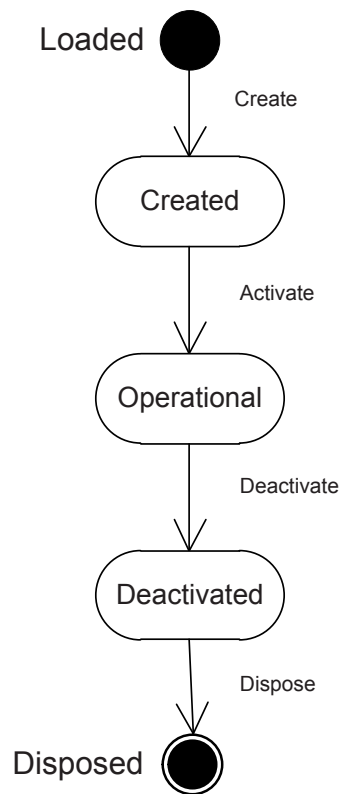 Loaded
Create
Created
Activate
Operational
Deactivate
Deactivated
Dispose
Disposed